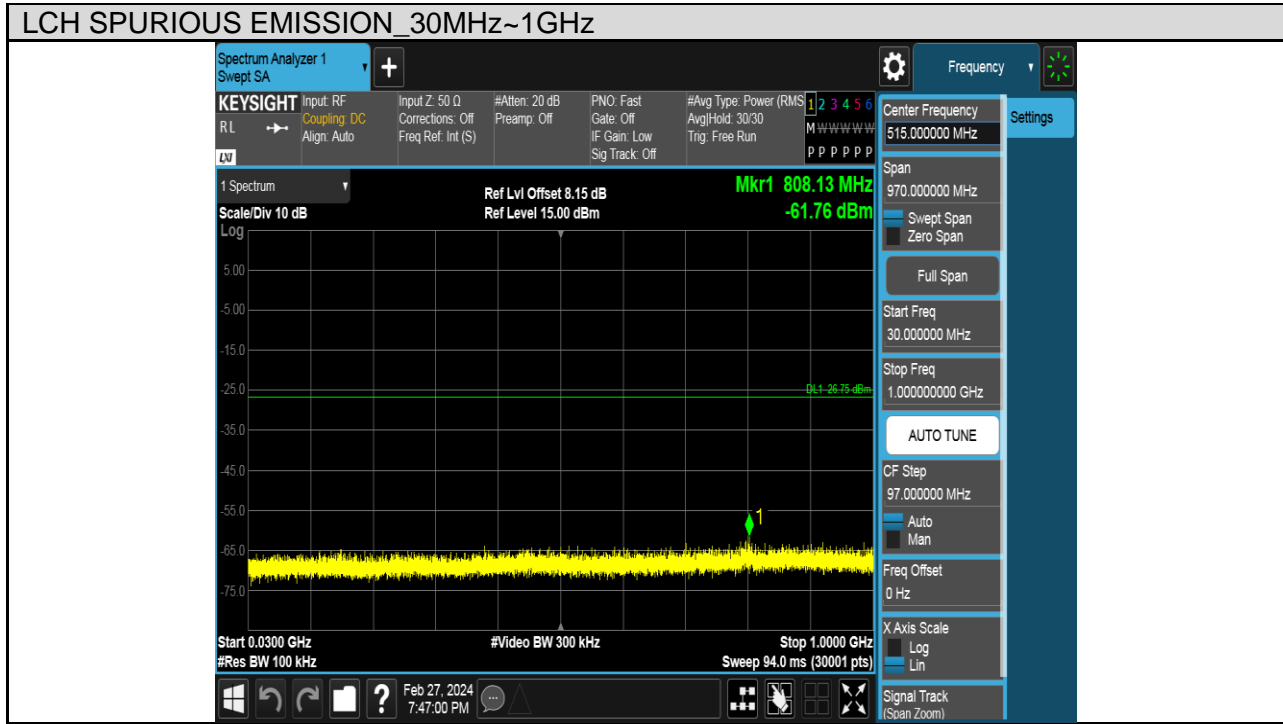 LCH SPURIOUS EMISSION_30MHz~1GHz
Spectrum Analyzer 1
Swept SA
Frequency
KEYSIGHT
RL
LXI
Input: RF
Coupling: DC
Align: Auto
Input Z: 50 Ω
Corrections: Off
Freq Ref: Int (S)
#Atten: 20 dB
Preamp: Off
PNO: Fast
Gate: Off
IF Gain: Low
Sig Track: Off
#Avg Type: Power (RMS
Avg|Hold: 30/30
Trig: Free Run
1 2 3 4 5 6
M W W W W W
P P P P P P
1 Spectrum
Scale/Div 10 dB
Ref Lvl Offset 8.15 dB
Ref Level 15.00 dBm
Mkr1 808.13 MHz
-61.76 dBm
Log
5.00
-5.00
-15.0
-25.0
DL1 -26.75 dBm
-35.0
-45.0
-55.0
1
-65.0
-75.0
Start 0.0300 GHz
#Video BW 300 kHz
Stop 1.0000 GHz
#Res BW 100 kHz
Sweep 94.0 ms (30001 pts)
?
Feb 27, 2024
7:47:00 PM
Center Frequency
515.000000 MHz
Settings
Span
970.000000 MHz
Swept Span
Zero Span
Full Span
Start Freq
30.000000 MHz
Stop Freq
1.000000000 GHz
AUTO TUNE
CF Step
97.000000 MHz
Auto
Man
Freq Offset
0 Hz
X Axis Scale
Log
Lin
Signal Track
(Span Zoom)